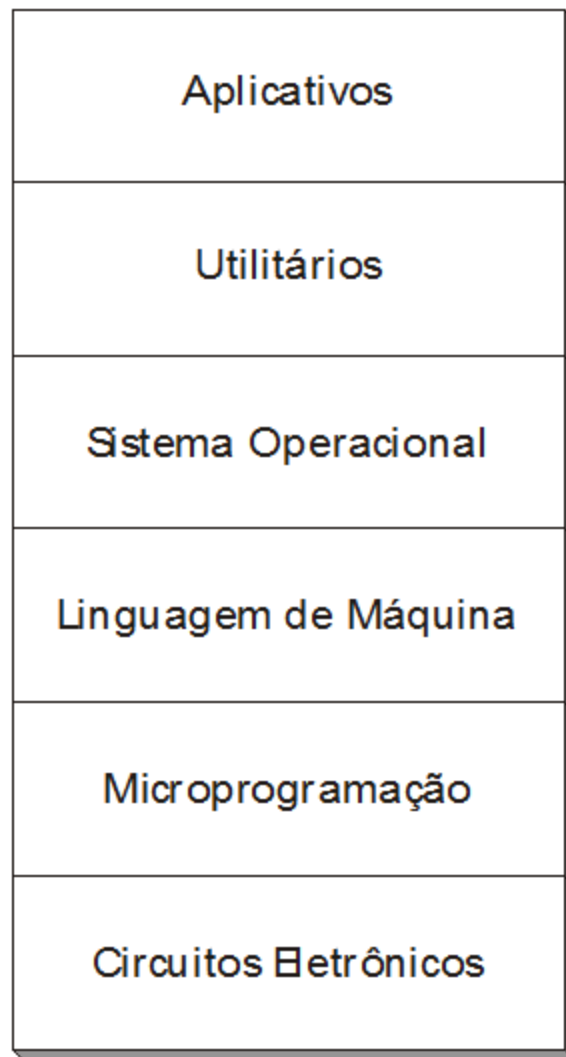 Aplicativos
Utilitários
Sistema Operacional
Linguagem de Máquina
Microprogramação
Circuitos Eletrônicos